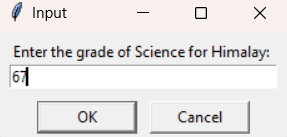 Input
Enter the grade of Science for Himalay:
67
OK
Cancel